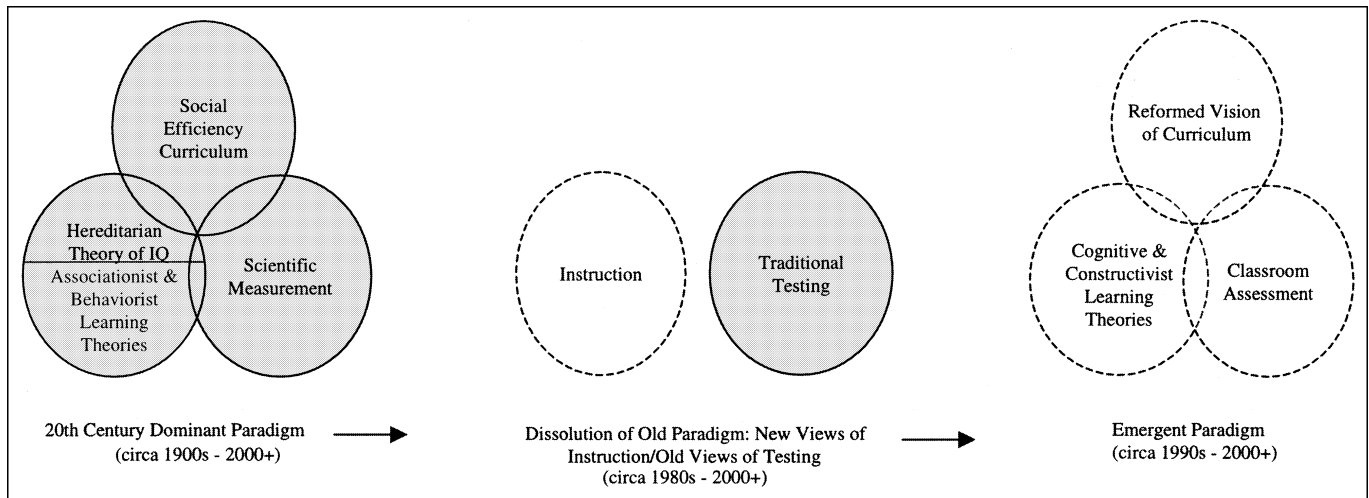 Social
Efficiency
Curriculum
Hereditarian
Theory of IQ
Associationist &
Behaviorist
Learning
Theories
Scientific
Measurement
20th Century Dominant Paradigm
(circa 1900s - 2000+)
Instruction
Traditional
Testing
Dissolution of Old Paradigm: New Views of
Instruction/Old Views of Testing
(circa 1980s - 2000+)
Reformed Vision
of Curriculum
Cognitive &
Constructivist
Learning
Theories
Classroom
Assessment
Emergent Paradigm
(circa 1990s - 2000+)